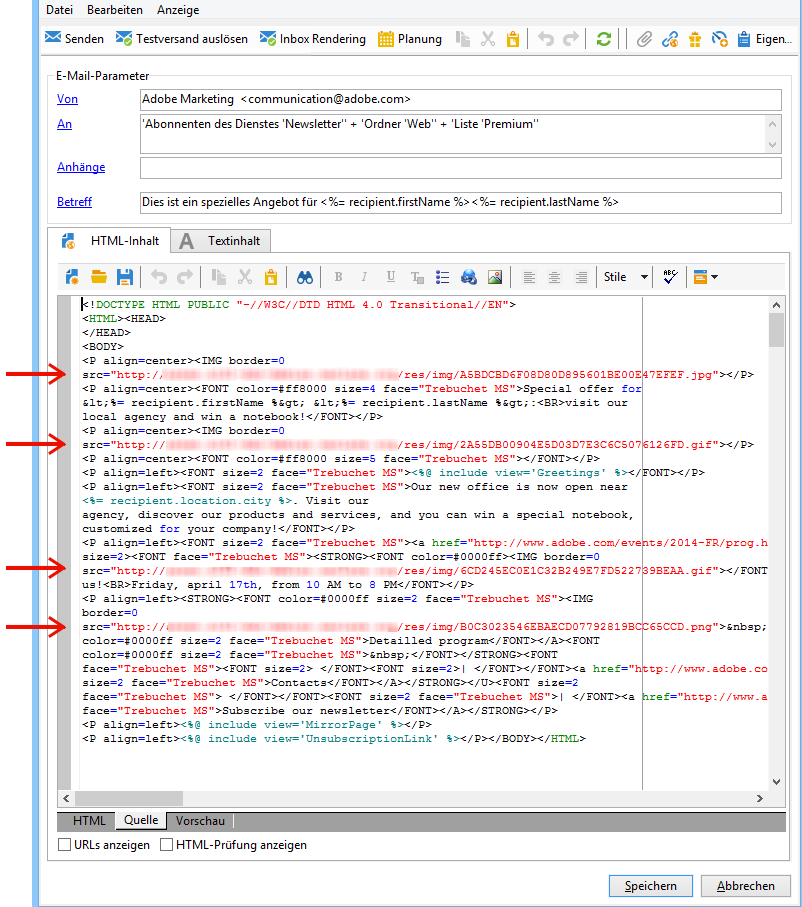 Datei Bearbeiten Anzeige
Senden Testversand auslösen Inbox Rendering Planung Eigen...
E-Mail-Parameter
Von Adobe Marketing <communication@adobe.com>
An 'Abonnenten des Dienstes 'Newsletter'' + 'Ordner 'Web'' + 'Liste 'Premium''
Anhänge
Betreff Dies ist ein spezielles Angebot für <%= recipient.firstName %><%= recipient.lastName %>
HTML-Inhalt A Textinhalt
B I U T Stile ABC
<!DOCTYPE HTML PUBLIC "-//W3C//DTD HTML 4.0 Transitional//EN">
<HTML><HEAD>
</HEAD>
<BODY>
<P align=center><IMG border=0
src="http:/ /res/img/A5BDCBD6F08D80D895601BE00E47EFEF.jpg"></P>
<P align=center><FONT color=#ff8000 size=4 face="Trebuchet MS">Special offer for
&lt;%= recipient.firstName %&gt; &lt;%= recipient.lastName %&gt;:<BR>visit our
local agency and win a notebook!</FONT></P>
<P align=center><IMG border=0
src="http:// /res/img/2A55DB00904E5D03D7E3C6C5076126FD.gif"></P>
<P align=center><FONT color=#ff8000 size=5 face="Trebuchet MS"></FONT></P>
<P align=left><FONT size=2 face="Trebuchet MS"><%@ include view='Greetings' %></FONT></P>
<P align=left><FONT size=2 face="Trebuchet MS">Our new office is now open near
<%= recipient.location.city %>. Visit our
agency, discover our products and services, and you can win a special notebook,
customized for your company!</FONT></P>
<P align=left><FONT size=2 face="Trebuchet MS"><a href="http://www.adobe.com/events/2014-FR/prog.h
size=2><FONT face="Trebuchet MS"><STRONG><FONT color=#0000ff><IMG border=0
src="http:// /res/img/6CD245EC0E1C32B249E7FD522739BEAA.gif"></FONT
us!<BR>Friday, april 17th, from 10 AM to 8 PM</FONT></P>
<P align=left><STRONG><FONT color=#0000ff size=2 face="Trebuchet MS"><IMG
border=0
src="http:// /res/img/B0C3023546EBAECD07792819BCC65CCD.png">&nbsp;
color=#0000ff size=2 face="Trebuchet MS">Detailled program</FONT></A><FONT
color=#0000ff size=2 face="Trebuchet MS">&nbsp;</FONT></STRONG><FONT
face="Trebuchet MS"><FONT size=2> </FONT><FONT size=2>| </FONT></FONT><a href="http://www.adobe.co
size=2 face="Trebuchet MS">Contacts</FONT></A></STRONG></U><FONT size=2
face="Trebuchet MS"> </FONT></FONT><FONT size=2 face="Trebuchet MS">| </FONT><a href="http://www.a
face="Trebuchet MS">Subscribe our newsletter</FONT></A></STRONG></P>
<P align=left><%@ include view='MirrorPage' %></P>
<P align=left><%@ include view='UnsubscriptionLink' %></P></BODY></HTML>
HTML Quelle Vorschau
URLs anzeigen HTML-Prüfung anzeigen
Speichern Abbrechen